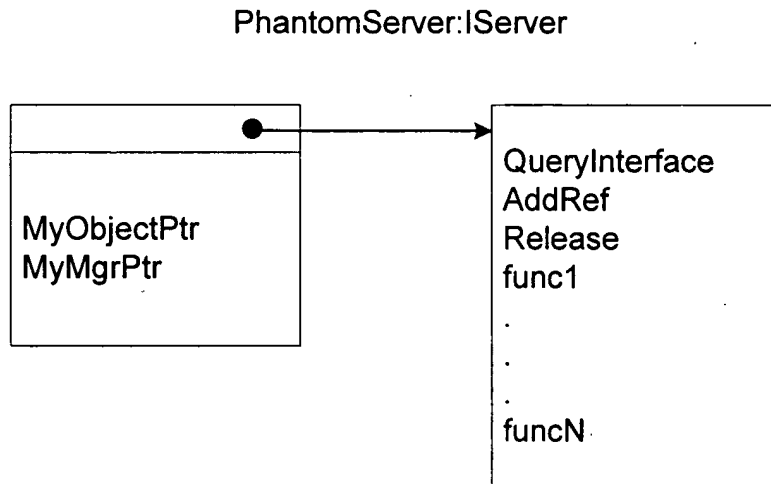 PhantomServer:IServer
MyObjectPtr
MyMgrPtr
QueryInterface
AddRef
Release
func1
.
.
.
funcN